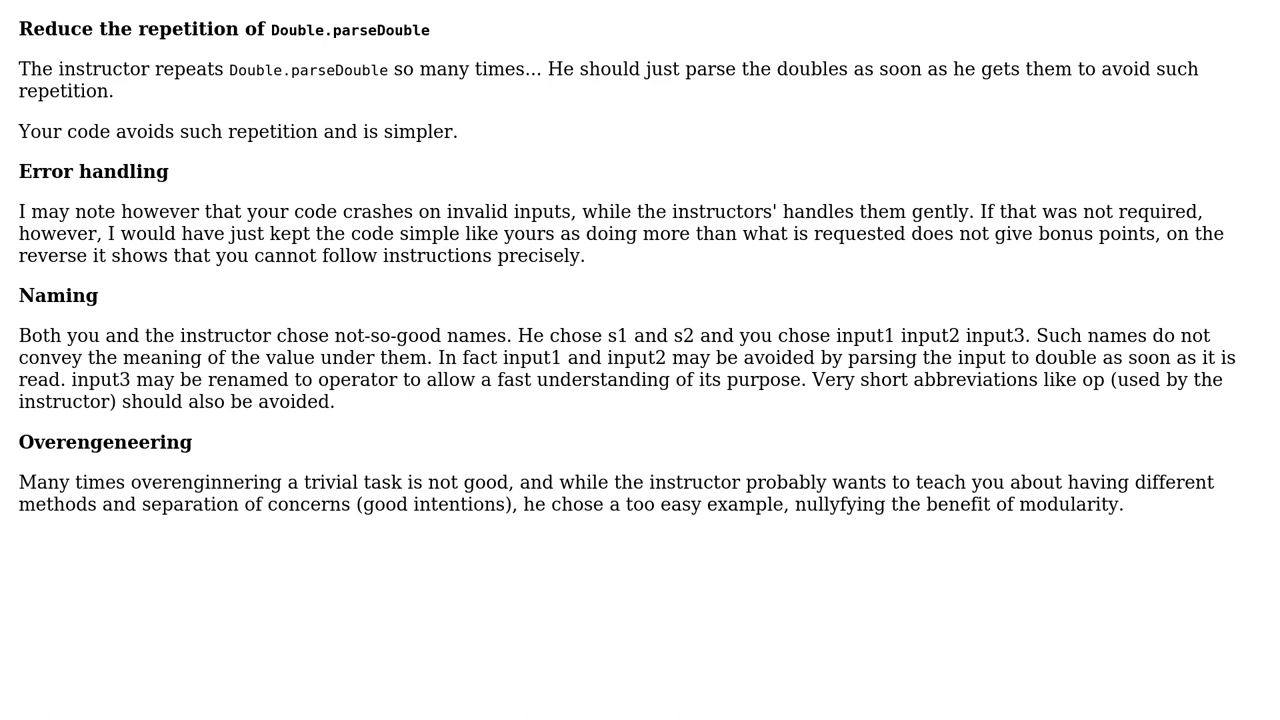 Reduce the repetition of Double.parseDouble
The instructor repeats Double.parseDouble so many times... He should just parse the doubles as soon as he gets them to avoid such
repetition.
Your code avoids such repetition and is simpler.
Error handling
I may note however that your code crashes on invalid inputs, while the instructors' handles them gently. If that was not required,
however, I would have just kept the code simple like yours as doing more than what is requested does not give bonus points, on the
reverse it shows that you cannot follow instructions precisely.
Naming
Both you and the instructor chose not-so-good names. He chose s1 and s2 and you chose input1 input2 input3. Such names do not
convey the meaning of the value under them. In fact input1 and input2 may be avoided by parsing the input to double as soon as it is
read. input3 may be renamed to operator to allow a fast understanding of its purpose. Very short abbreviations like op (used by the
instructor) should also be avoided.
Overengeneering
Many times overenginnering a trivial task is not good, and while the instructor probably wants to teach you about having different
methods and separation of concerns (good intentions), he chose a too easy example, nullyfying the benefit of modularity.